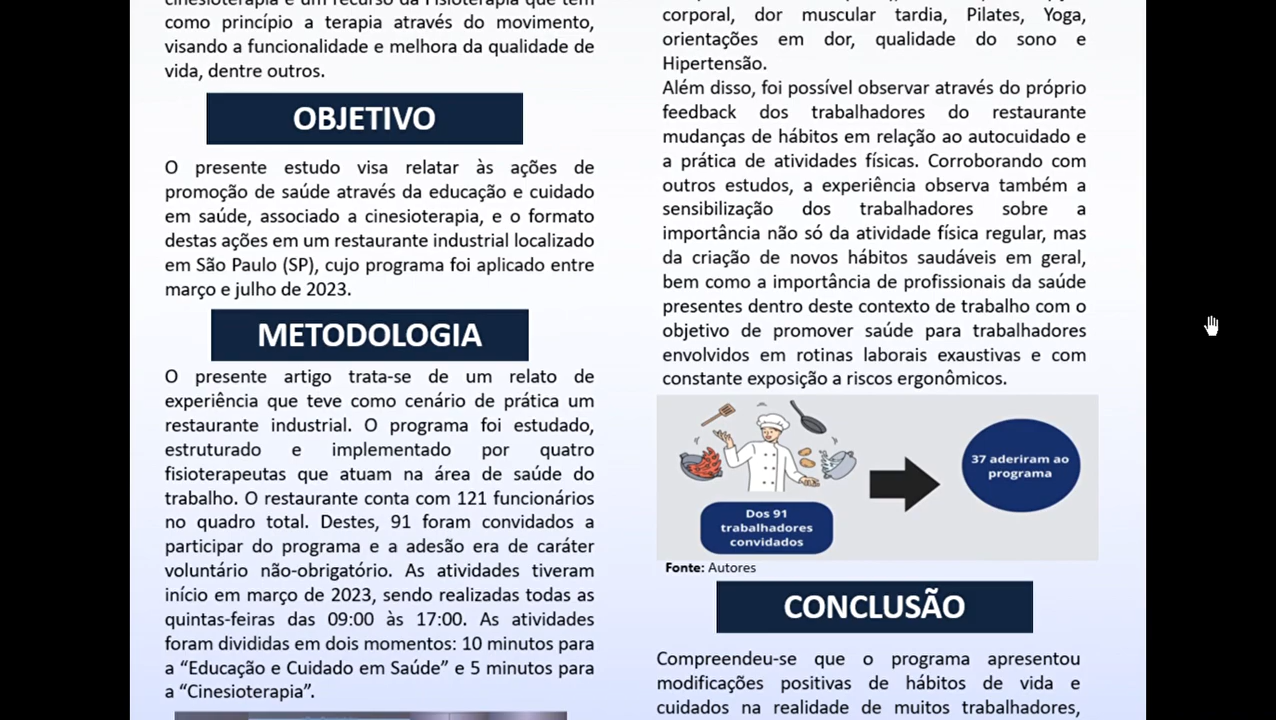 cinesioterapia é um recurso da Fisioterapia que tem
como princípio a terapia através do movimento,
visando a funcionalidade e melhora da qualidade de
vida, dentre outros.
OBJETIVO
O presente estudo visa relatar às ações de
promoção de saúde através da educação e cuidado
em saúde, associado a cinesioterapia, e o formato
destas ações em um restaurante industrial localizado
em São Paulo (SP), cujo programa foi aplicado entre
março e julho de 2023.
METODOLOGIA
O presente artigo trata-se de um relato de
experiência que teve como cenário de prática um
restaurante industrial. O programa foi estudado,
estruturado e implementado por quatro
fisioterapeutas que atuam na área de saúde do
trabalho. O restaurante conta com 121 funcionários
no quadro total. Destes, 91 foram convidados a
participar do programa e a adesão era de caráter
voluntário não-obrigatório. As atividades tiveram
início em março de 2023, sendo realizadas todas as
quintas-feiras das 09:00 às 17:00. As atividades
foram divididas em dois momentos: 10 minutos para
a “Educação e Cuidado em Saúde” e 5 minutos para
a “Cinesioterapia”.
corporal, dor muscular tardia, Pilates, Yoga,
orientações em dor, qualidade do sono e
Hipertensão.
Além disso, foi possível observar através do próprio
feedback dos trabalhadores do restaurante
mudanças de hábitos em relação ao autocuidado e
a prática de atividades físicas. Corroborando com
outros estudos, a experiência observa também a
sensibilização dos trabalhadores sobre a
importância não só da atividade física regular, mas
da criação de novos hábitos saudáveis em geral,
bem como a importância de profissionais da saúde
presentes dentro deste contexto de trabalho com o
objetivo de promover saúde para trabalhadores
envolvidos em rotinas laborais exaustivas e com
constante exposição a riscos ergonômicos.
Dos 91
trabalhadores
convidados
37 aderiram ao
programa
Fonte: Autores
CONCLUSÃO
Compreendeu-se que o programa apresentou
modificações positivas de hábitos de vida e
cuidados na realidade de muitos trabalhadores,